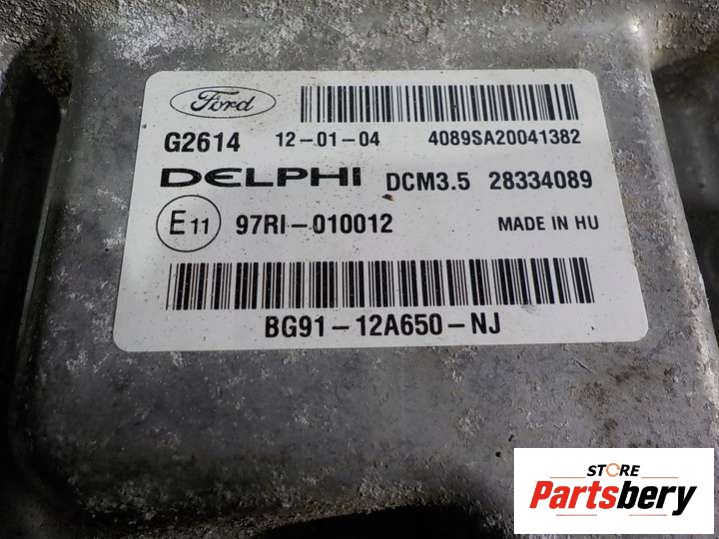 Ford
G2614 12-01-04 4089SA20041382
DELPHI DCM3.5 28334089
E11 97RI-010012 MADE IN HU
BG91-12A650-NJ
STORE
Partsbery